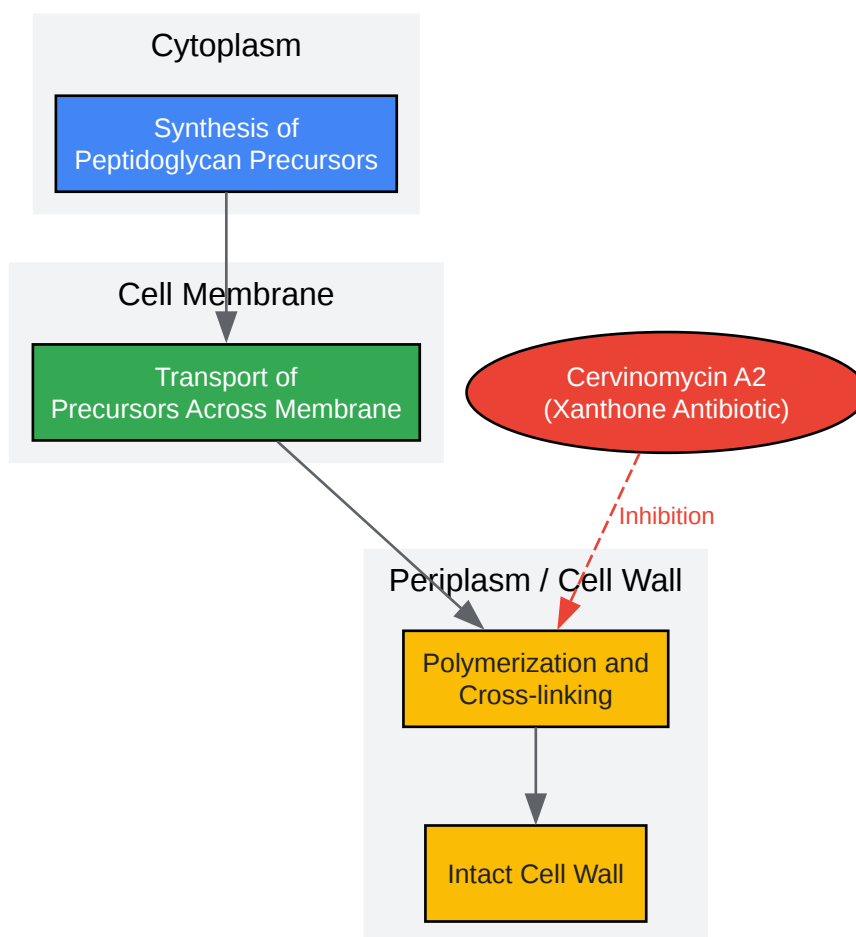 Cytoplasm
Synthesis of
Peptidoglycan Precursors
Cell Membrane
Transport of
Precursors Across Membrane
Cervinomycin A2
(Xanthone Antibiotic)
Inhibition
Periplasm / Cell Wall
Polymerization and
Cross-linking
Intact Cell Wall